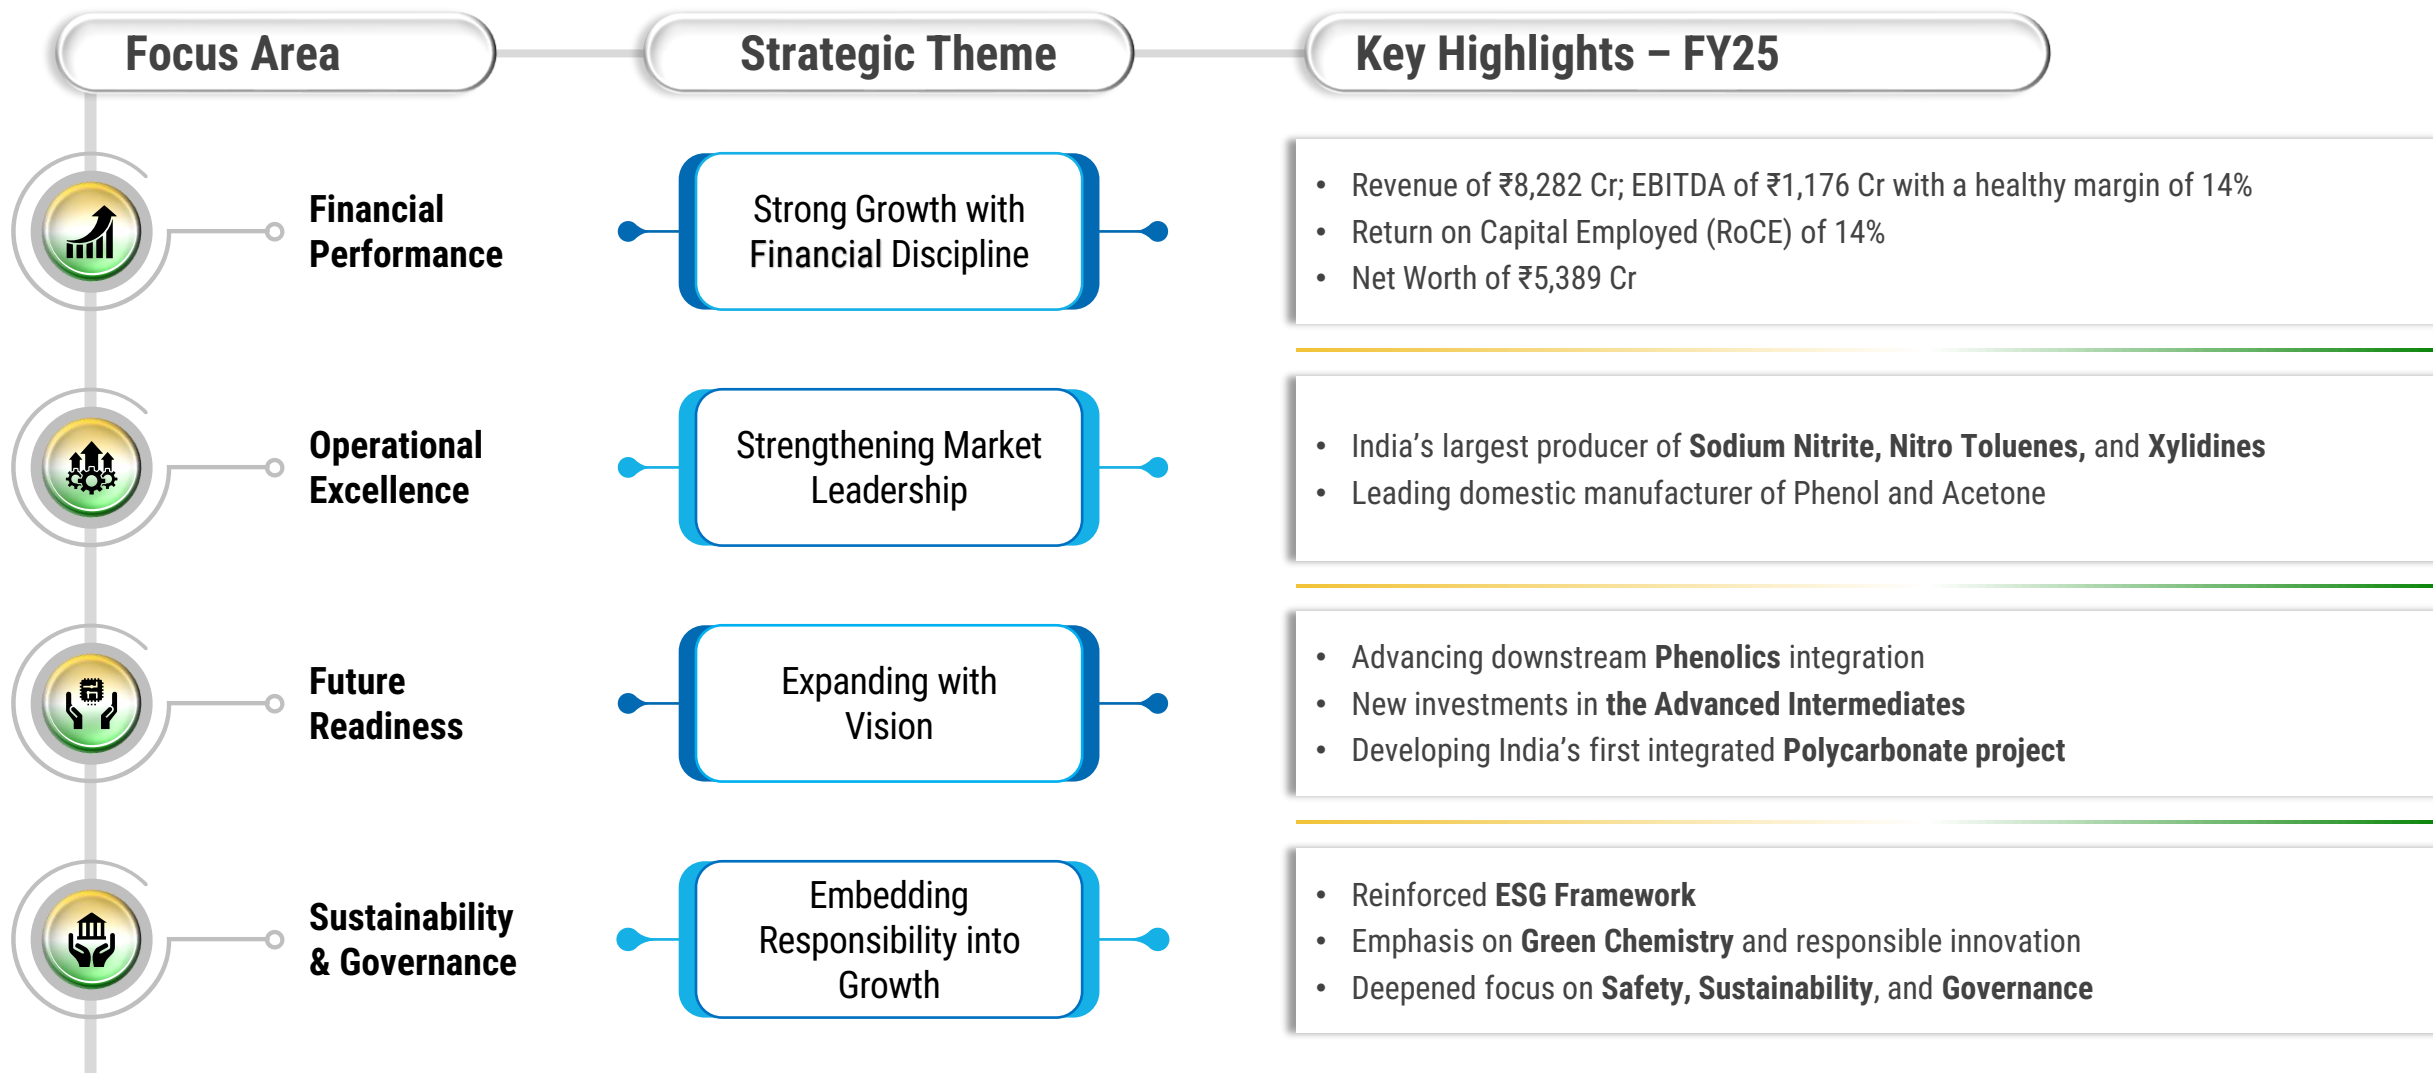 Focus Area
Strategic Theme
Key Highlights – FY25
Financial
Performance
Strong Growth with
Financial Discipline
• Revenue of ₹8,282 Cr; EBITDA of ₹1,176 Cr with a healthy margin of 14%
• Return on Capital Employed (RoCE) of 14%
• Net Worth of ₹5,389 Cr
Operational
Excellence
Strengthening Market
Leadership
• India’s largest producer of Sodium Nitrite, Nitro Toluenes, and Xylidines
• Leading domestic manufacturer of Phenol and Acetone
Future
Readiness
Expanding with
Vision
• Advancing downstream Phenolics integration
• New investments in the Advanced Intermediates
• Developing India’s first integrated Polycarbonate project
Sustainability
& Governance
Embedding
Responsibility into
Growth
• Reinforced ESG Framework
• Emphasis on Green Chemistry and responsible innovation
• Deepened focus on Safety, Sustainability, and Governance